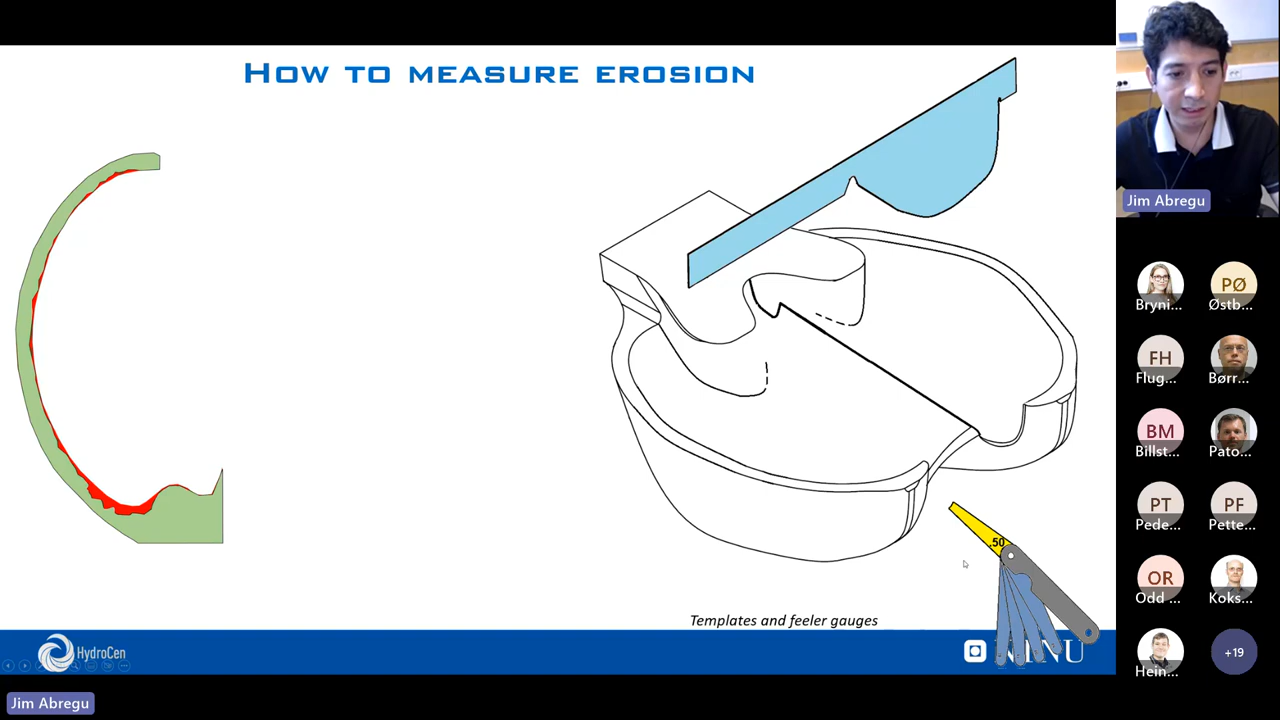 HOW TO MEASURE EROSION
.50
Templates and feeler gauges
HydroCen
NTNU
Jim Abregu
Jim Abregu
Bryni...
PØ
Østb...
FH
Flug...
Børr...
BM
Billst...
Pato...
PT
Pede...
PF
Pette...
OR
Odd ...
Koks...
Hein...
+19